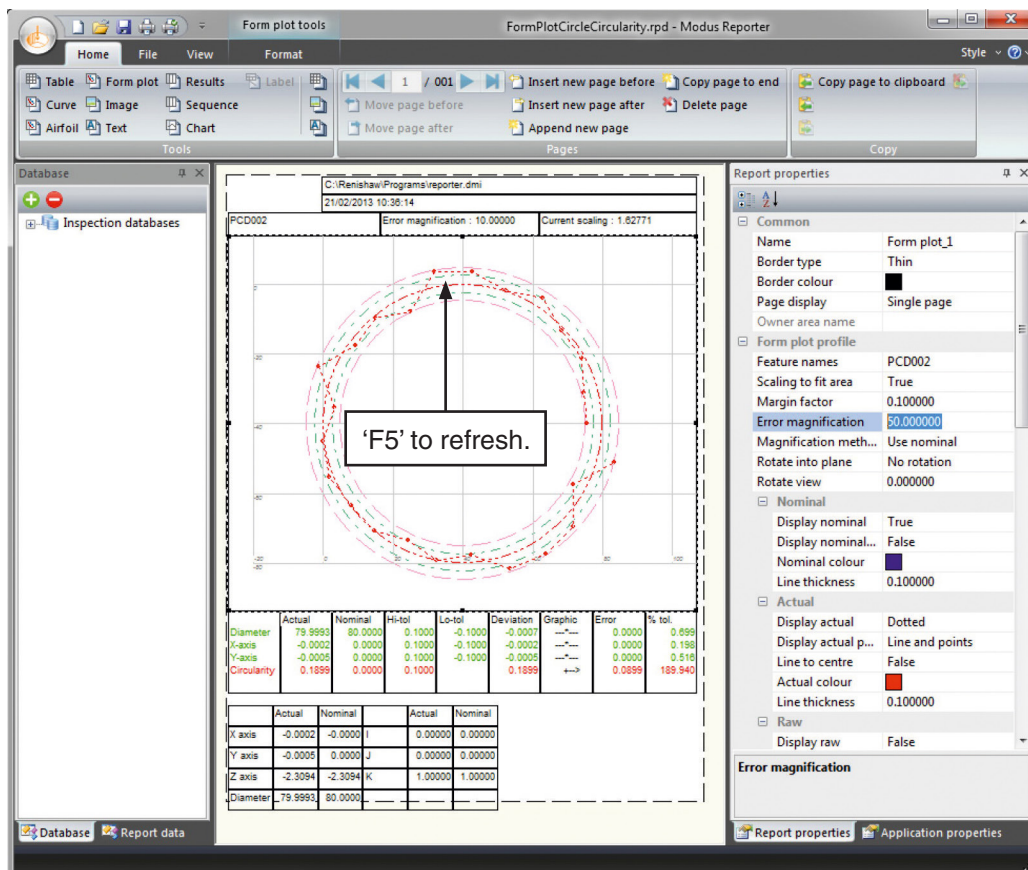 Form plot tools
FormPlotCircleCircularity.rpd - Modus Reporter
Home File View Format Style
Table Form plot Results Label
Curve Image Sequence
Airfoil Text Chart
Tools
1 / 001 Insert new page before Copy page to end
Move page before Insert new page after Delete page
Move page after Append new page
Pages
Copy page to clipboard
Copy
Database
Inspection databases
C:\Renishaw\Programs\reporter.dmi
21/02/2013 10:36:14
PCD002 Error magnification : 10.00000 Current scaling : 1.62771
-20
-40
-60
0 20 40 60 80 100
-80
'F5' to refresh.
Actual Nominal Hi-tol Lo-tol Deviation Graphic Error % tol.
Diameter 79.9993 80.0000 0.1000 -0.1000 -0.0007 ---*--- 0.0000 0.699
X-axis -0.0002 0.0000 0.1000 -0.1000 -0.0002 ---*--- 0.0000 0.198
Y-axis -0.0005 0.0000 0.1000 -0.1000 -0.0005 ---*--- 0.0000 0.516
Circularity 0.1899 0.0000 0.1000 0.1899 +--> 0.0899 189.940
Actual Nominal Actual Nominal
X axis -0.0002 -0.0000 I 0.00000 0.00000
Y axis -0.0005 0.0000 J 0.00000 0.00000
Z axis -2.3094 -2.3094 K 1.00000 1.00000
Diameter 79.9993 80.0000
Report properties
Common
Name Form plot_1
Border type Thin
Border colour
Page display Single page
Owner area name
Form plot profile
Feature names PCD002
Scaling to fit area True
Margin factor 0.100000
Error magnification 50.000000
Magnification meth... Use nominal
Rotate into plane No rotation
Rotate view 0.000000
Nominal
Display nominal True
Display nominal... False
Nominal colour
Line thickness 0.100000
Actual
Display actual Dotted
Display actual p... Line and points
Line to centre False
Actual colour
Line thickness 0.100000
Raw
Display raw False
Error magnification
Database Report data
Report properties Application properties